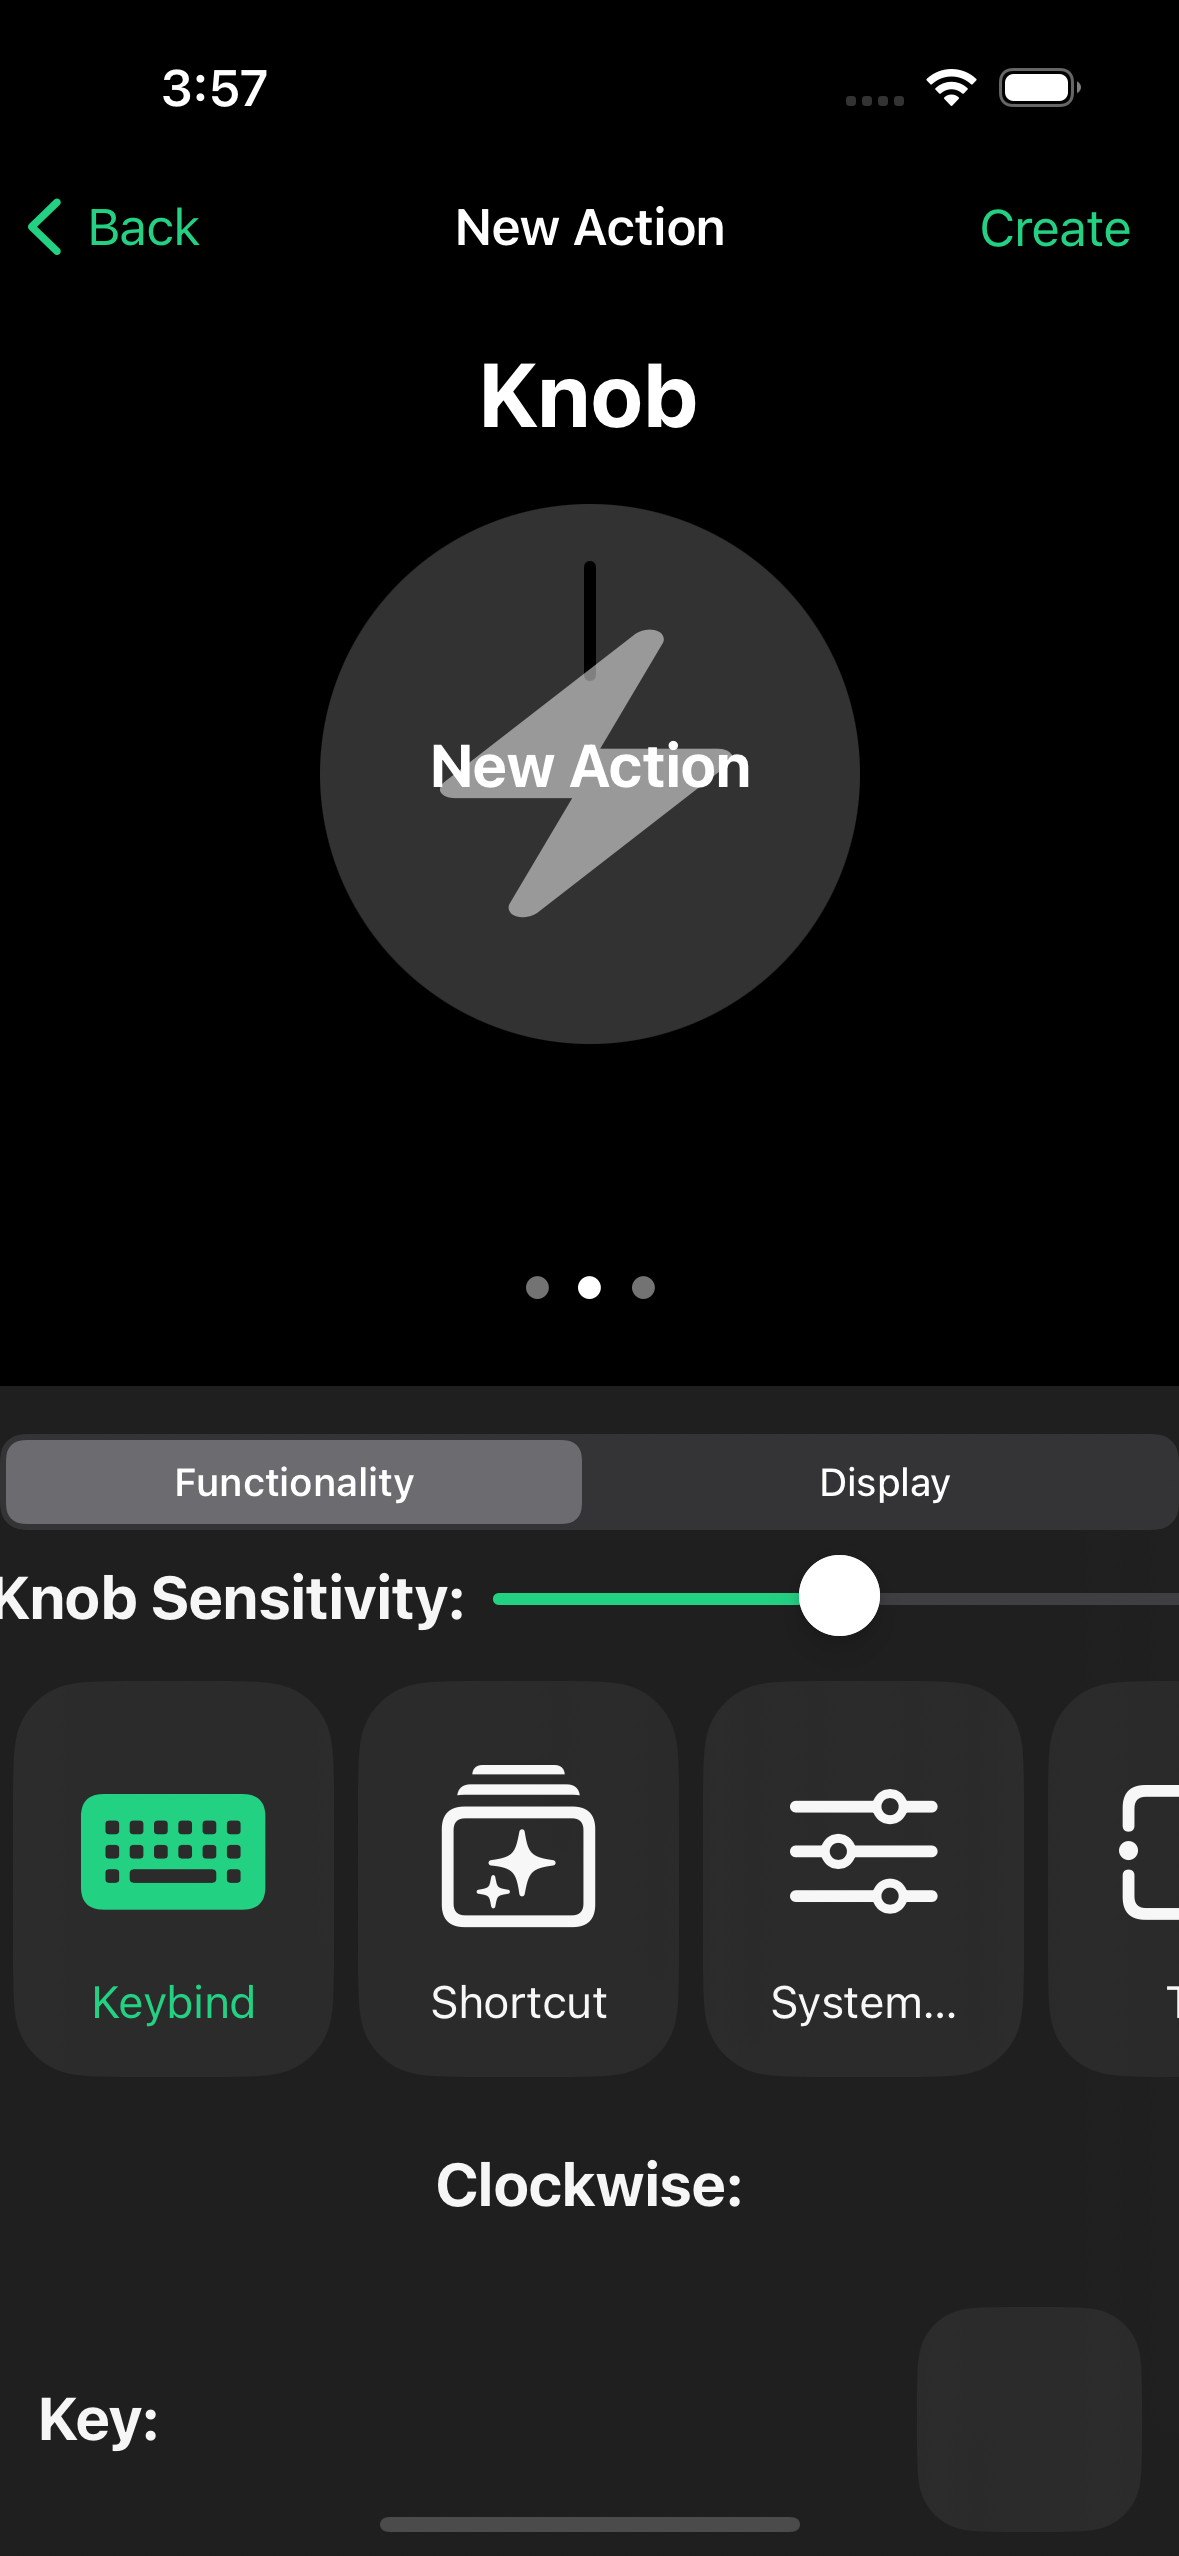 3:57
Back
New Action
Create
Knob
New Action
Functionality
Display
Knob Sensitivity:
Keybind
Shortcut
System...
Clockwise:
Key: